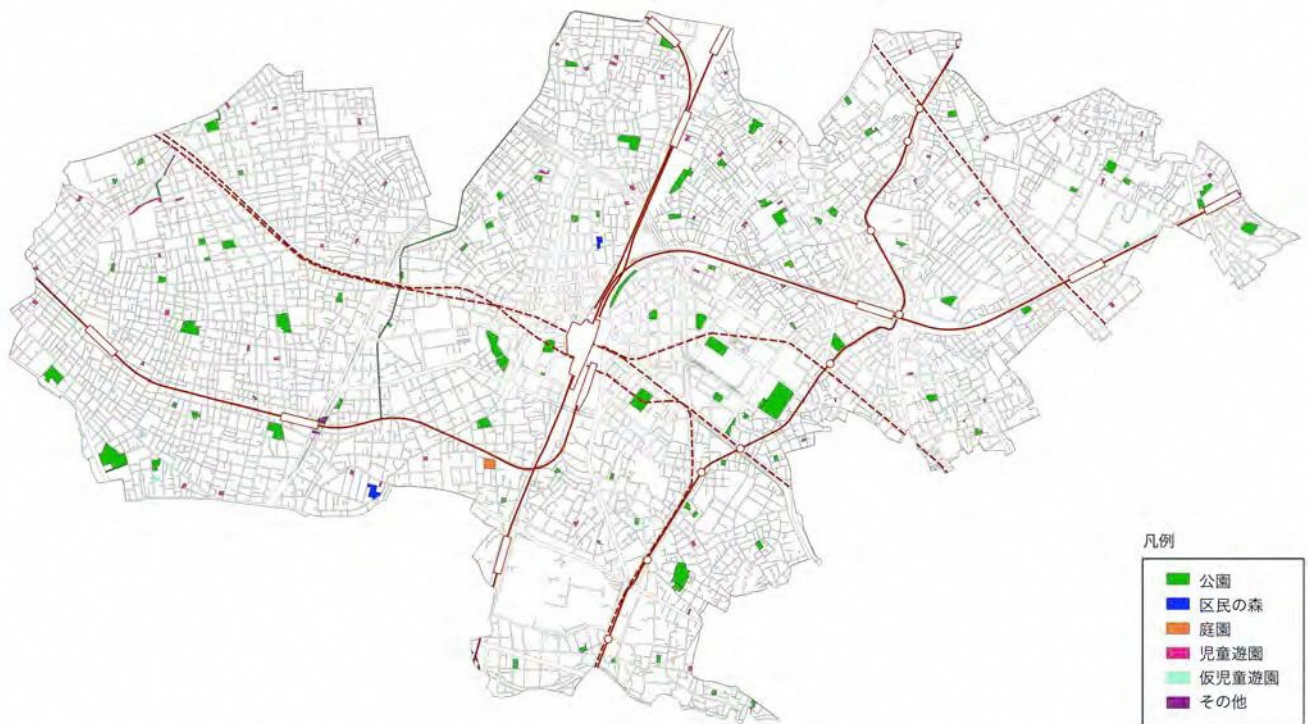 凡例
公園
区民の森
庭園
児童遊園
仮児童遊園
その他